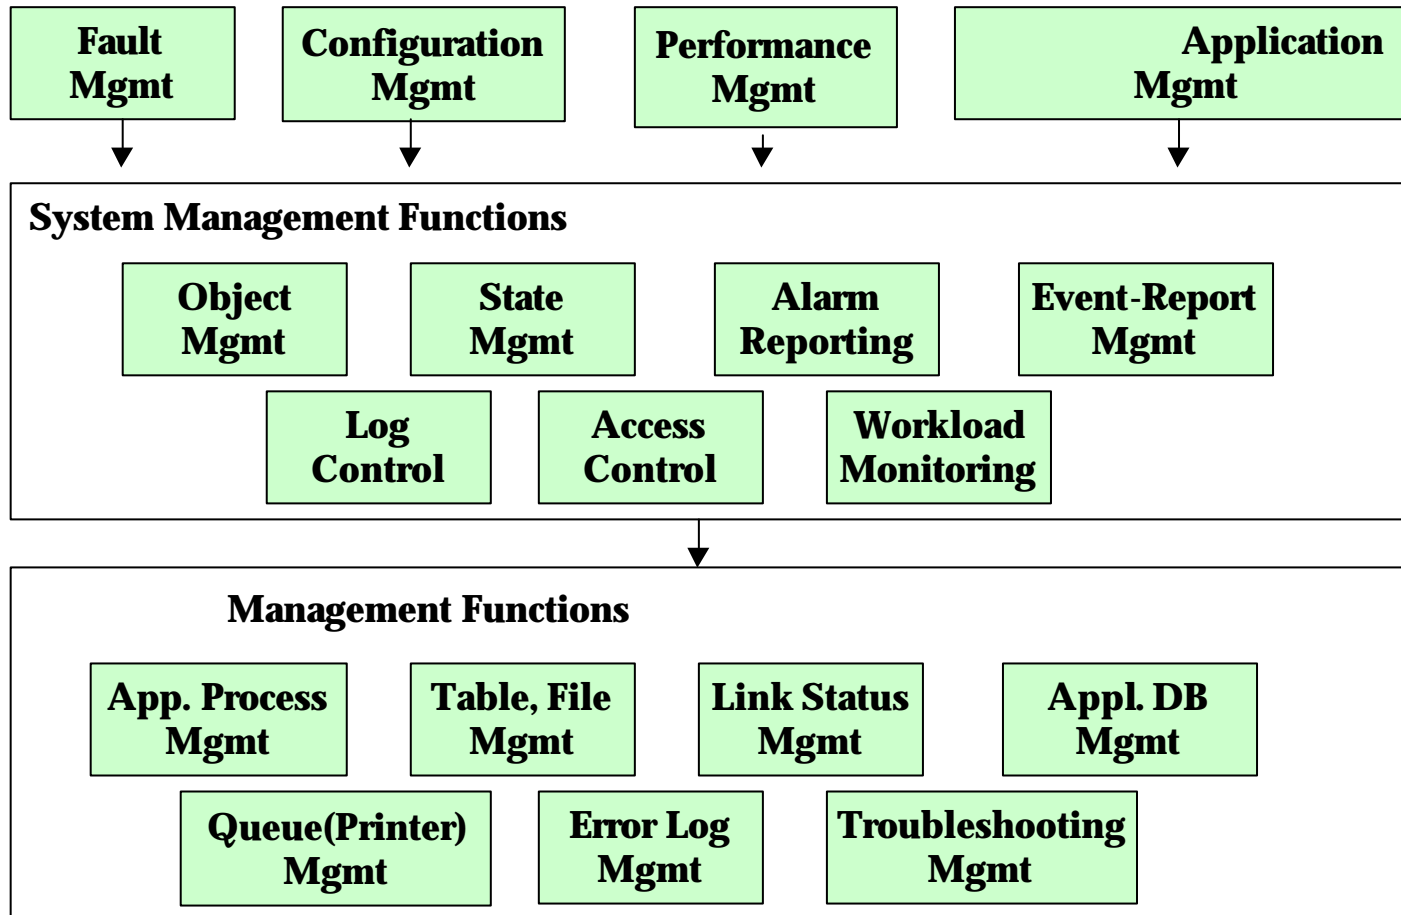 Fault
Mgmt
Configuration
Mgmt
Performance
Mgmt
Application
Mgmt
System Management Functions
Object
Mgmt
State
Mgmt
Alarm
Reporting
Event-Report
Mgmt
Log
Control
Access
Control
Workload
Monitoring
Management Functions
App. Process
Mgmt
Table, File
Mgmt
Link Status
Mgmt
Appl. DB
Mgmt
Queue(Printer)
Mgmt
Error Log
Mgmt
Troubleshooting
Mgmt